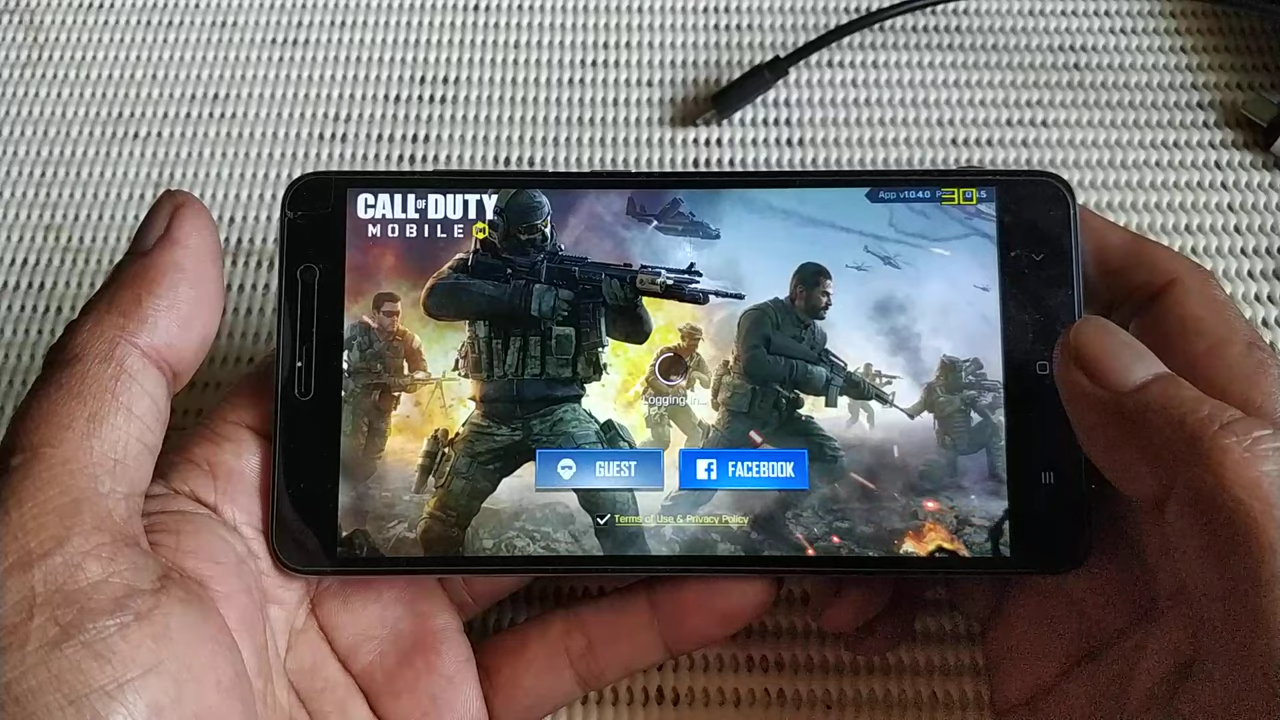 CALL OF DUTY
MOBILE
App v1.0.4.0
30
Logging in...
GUEST
FACEBOOK
Terms of Use & Privacy Policy